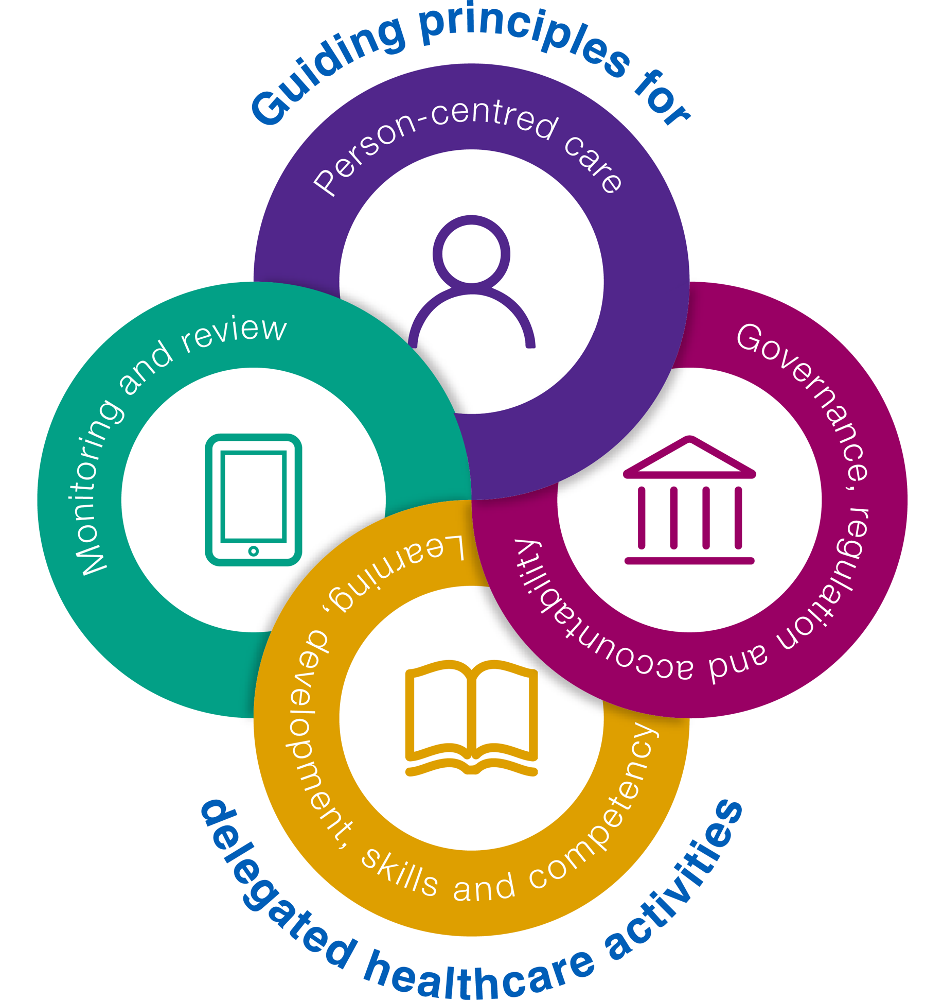 Guiding principles for
Person-centred care
Governance, regulation and accountability
Learning, development, skills and competency
Monitoring and review
delegated healthcare activities